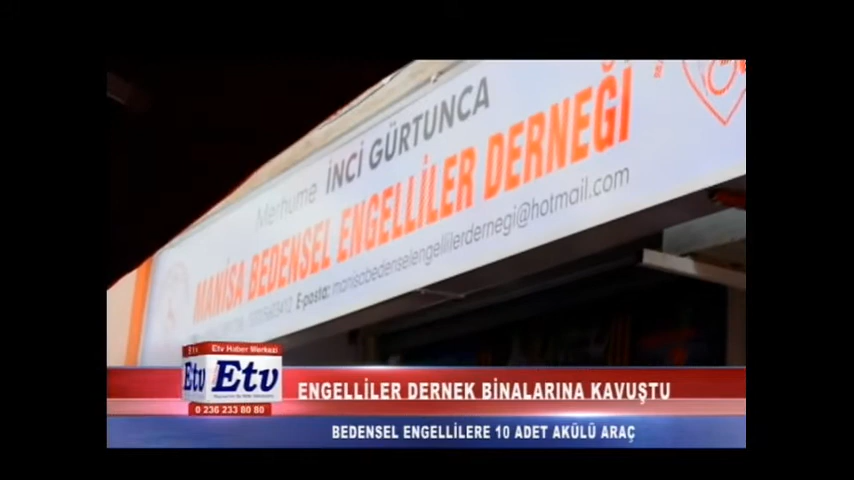 Merhume İNCİ GÜRTUNCA
MANİSA BEDENSEL ENGELLİLER DERNEĞİ
E-posta: manisabedenselengellilerdernegi@hotmail.com
Etv Haber Merkezi
Etv Etv
0 236 233 80 80
ENGELLİLER DERNEK BİNALARINA KAVUŞTU
BEDENSEL ENGELLİLERE 10 ADET AKÜLÜ ARAÇ